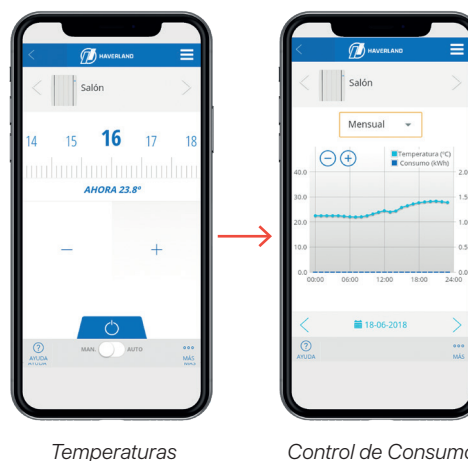 HAVERLAND
Salón
14 15 16 17 18
AHORA 23.8º
− +
MAN. AUTO
AYUDA
MÁS
Temperaturas
HAVERLAND
Salón
Mensual
Temperatura (°C)
Consumo (kWh)
40.0 2.0
30.0 1.5
20.0 1.0
10.0 0.5
0.0 0.0
00:00 06:00 12:00 18:00 24:00
18-06-2018
AYUDA
MÁS
Control de Consumo